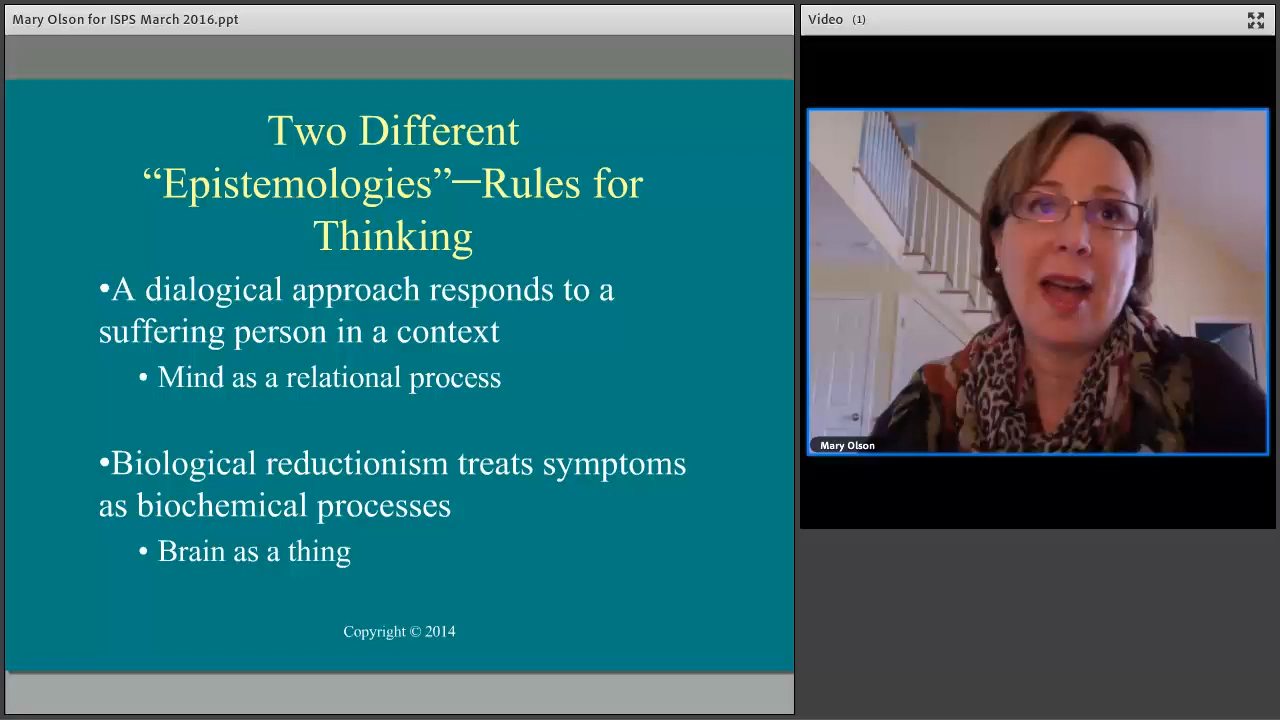 Mary Olson for ISPS March 2016.ppt
Video (1)
Two Different
“Epistemologies”—Rules for
Thinking
•A dialogical approach responds to a
suffering person in a context
• Mind as a relational process
•Biological reductionism treats symptoms
as biochemical processes
• Brain as a thing
Copyright © 2014
Mary Olson